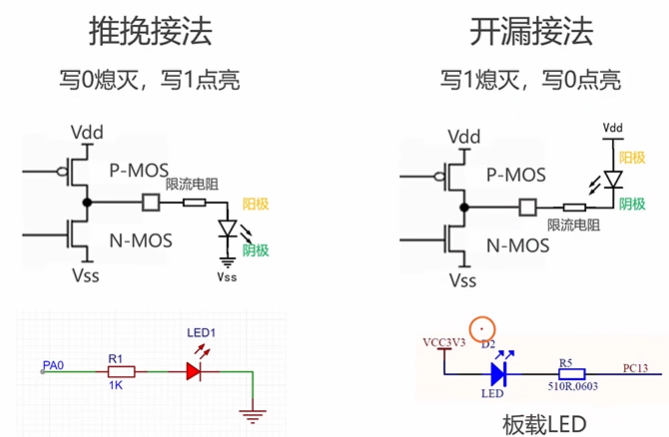 推挽接法
写0熄灭，写1点亮
Vdd
P-MOS
限流电阻
阳极
N-MOS
阴极
Vss
Vss
LED1
PA0
R1
1K
开漏接法
写1熄灭，写0点亮
Vdd
Vdd
阳极
P-MOS
阴极
限流电阻
N-MOS
Vss
VCC3V3
D2
R5
PC13
LED
510R,0603
板载LED